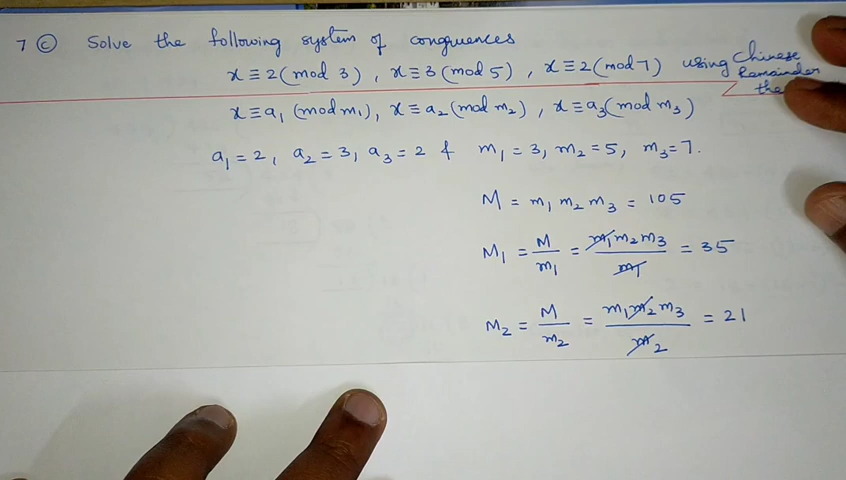 7 (c) Solve the following system of congruences
x ≡ 2 (mod 3), x ≡ 3 (mod 5), x ≡ 2 (mod 7) using Chinese
Remainder
the
x ≡ a₁ (mod m₁), x ≡ a₂ (mod m₂), x ≡ a₃ (mod m₃)
a₁ = 2, a₂ = 3, a₃ = 2 & m₁ = 3, m₂ = 5, m₃ = 7.
M = m₁ m₂ m₃ = 105
M₁ = M/m₁ = m₁m₂m₃/m₁ = 35
M₂ = M/m₂ = m₁m₂m₃/m₂ = 21